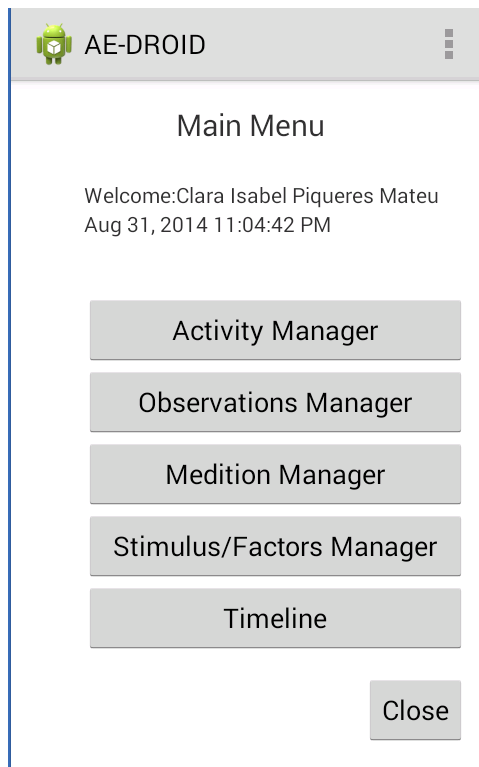 AE-DROID
Main Menu
Welcome:Clara Isabel Piqueres Mateu
Aug 31, 2014 11:04:42 PM
Activity Manager
Observations Manager
Medition Manager
Stimulus/Factors Manager
Timeline
Close